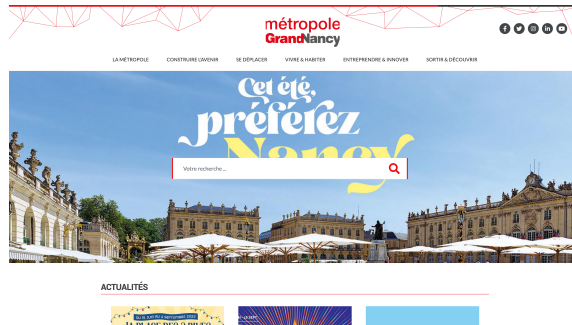 métropole
GrandNancy
LA MÉTROPOLE CONSTRUIRE L'AVENIR SE DÉPLACER VIVRE & HABITER ENTREPRENDRE & INNOVER SORTIR & DÉCOUVRIR
Cet été,
préférez
Nancy
Votre recherche ...
ACTUALITÉS